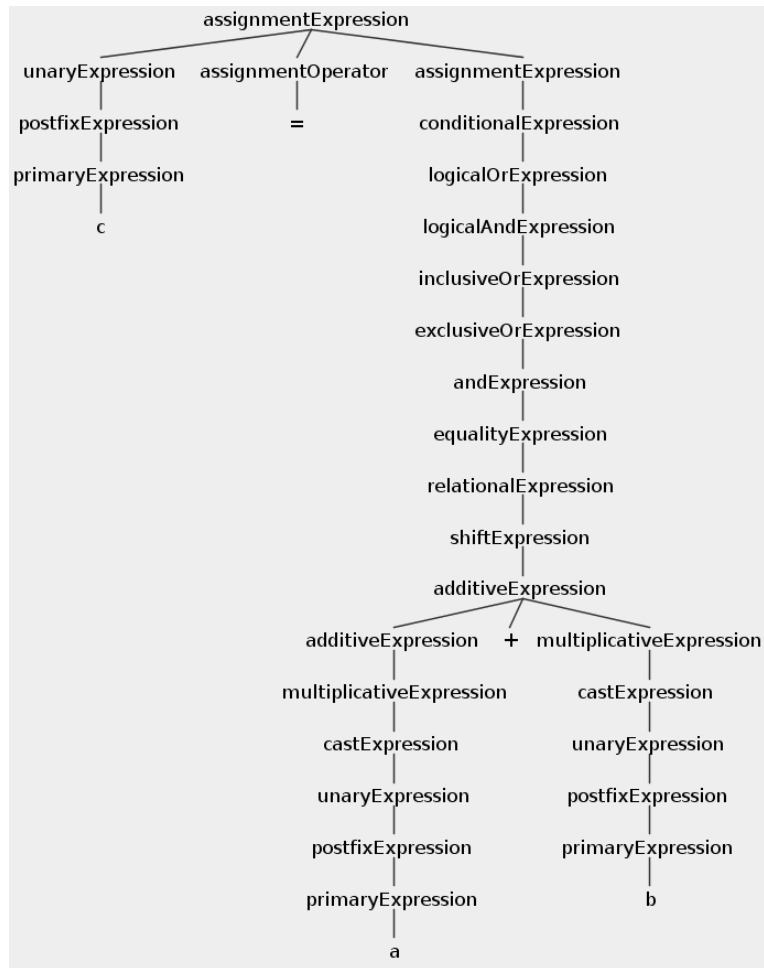 assignmentExpression
unaryExpression assignmentOperator assignmentExpression
postfixExpression = conditionalExpression
primaryExpression logicalOrExpression
c logicalAndExpression
inclusiveOrExpression
exclusiveOrExpression
andExpression
equalityExpression
relationalExpression
shiftExpression
additiveExpression
additiveExpression + multiplicativeExpression
multiplicativeExpression castExpression
castExpression unaryExpression
unaryExpression postfixExpression
postfixExpression primaryExpression
primaryExpression b
a